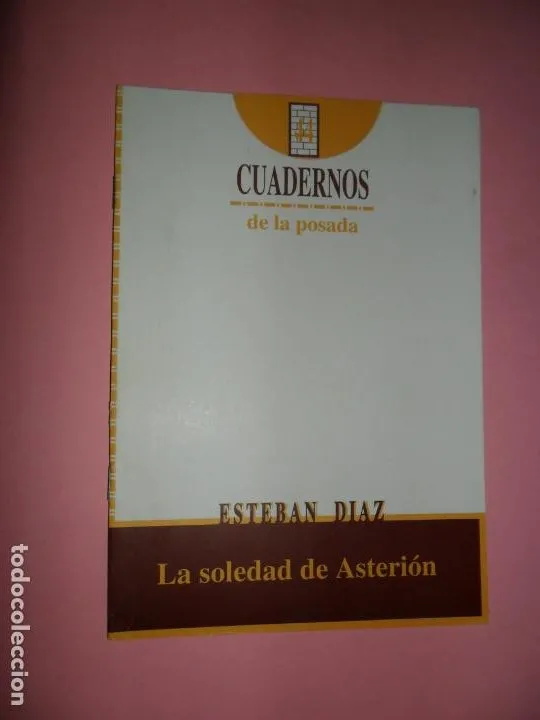 CUADERNOS
de la posada
ESTEBAN DIAZ
La soledad de Asterión
todocoleccion